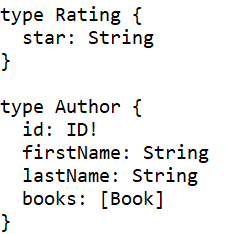 type Rating {
  star: String
}

type Author {
  id: ID!
  firstName: String
  lastName: String
  books: [Book]
}